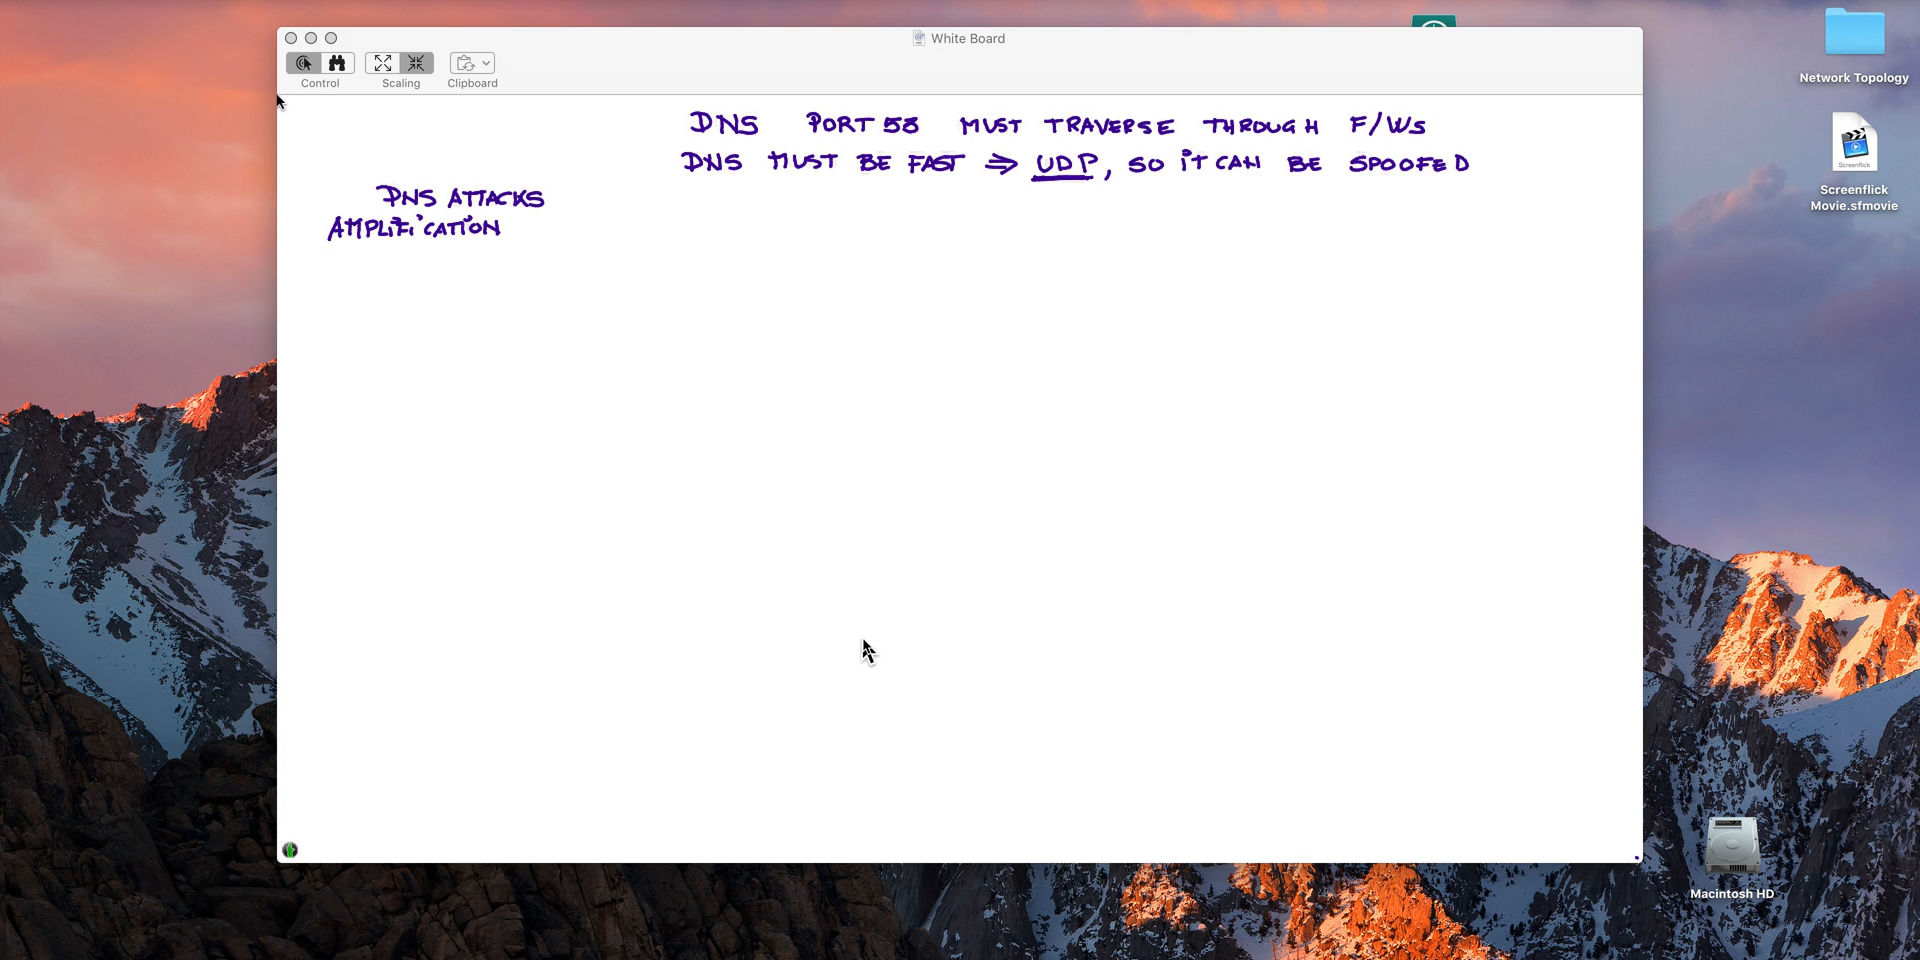 White Board
Control
Scaling
Clipboard
DNS PORT 53 MUST TRAVERSE THROUGH F/Ws
DNS MUST BE FAST ⇒ UDP, SO IT CAN BE SPOOFED
DNS ATTACKS
AMPLIFICATION
Network Topology
Screenflick
Screenflick
Movie.sfmovie
Macintosh HD